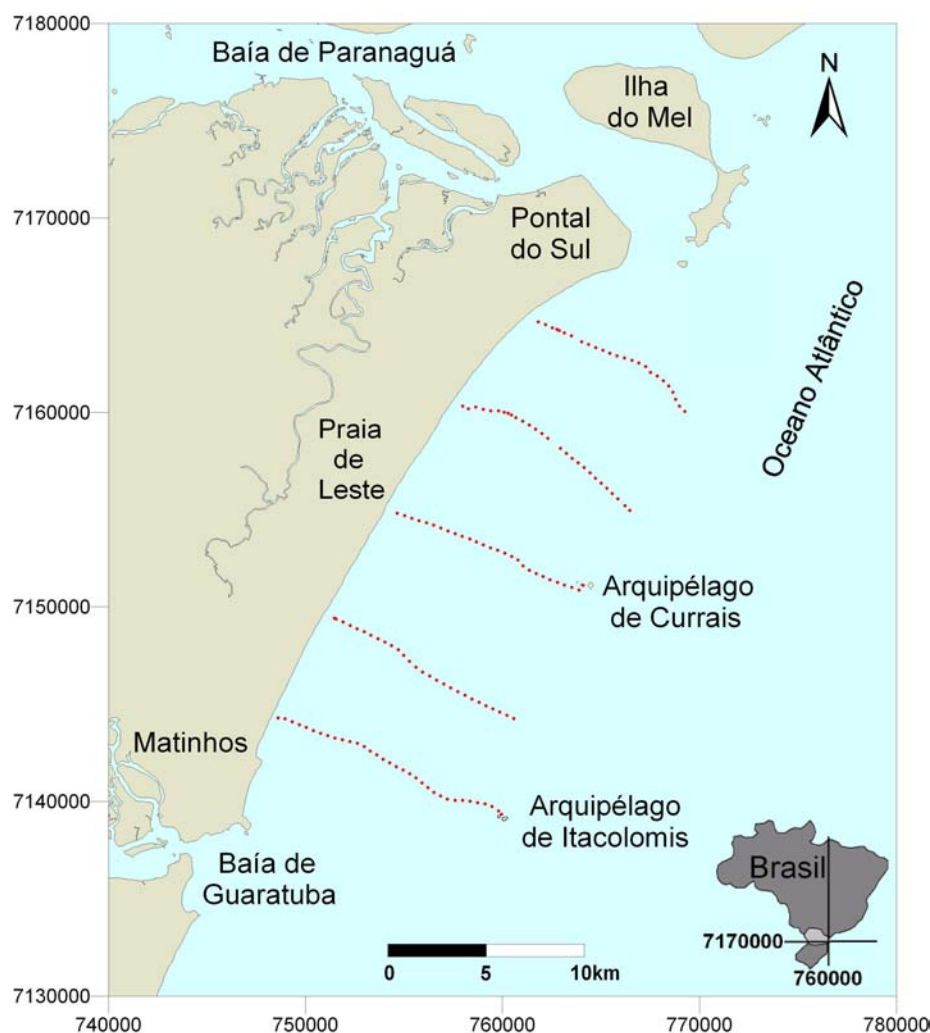 7180000
Baía de Paranaguá
Ilha
do Mel
N
7170000
Pontal
do Sul
Oceano Atlântico
7160000
Praia
de
Leste
7150000
Arquipélago
de Currais
Matinhos
7140000
Arquipélago
de Itacolomis
Baía de
Guaratuba
Brasil
7170000
760000
0 5 10km
7130000
740000 750000 760000 770000 780000